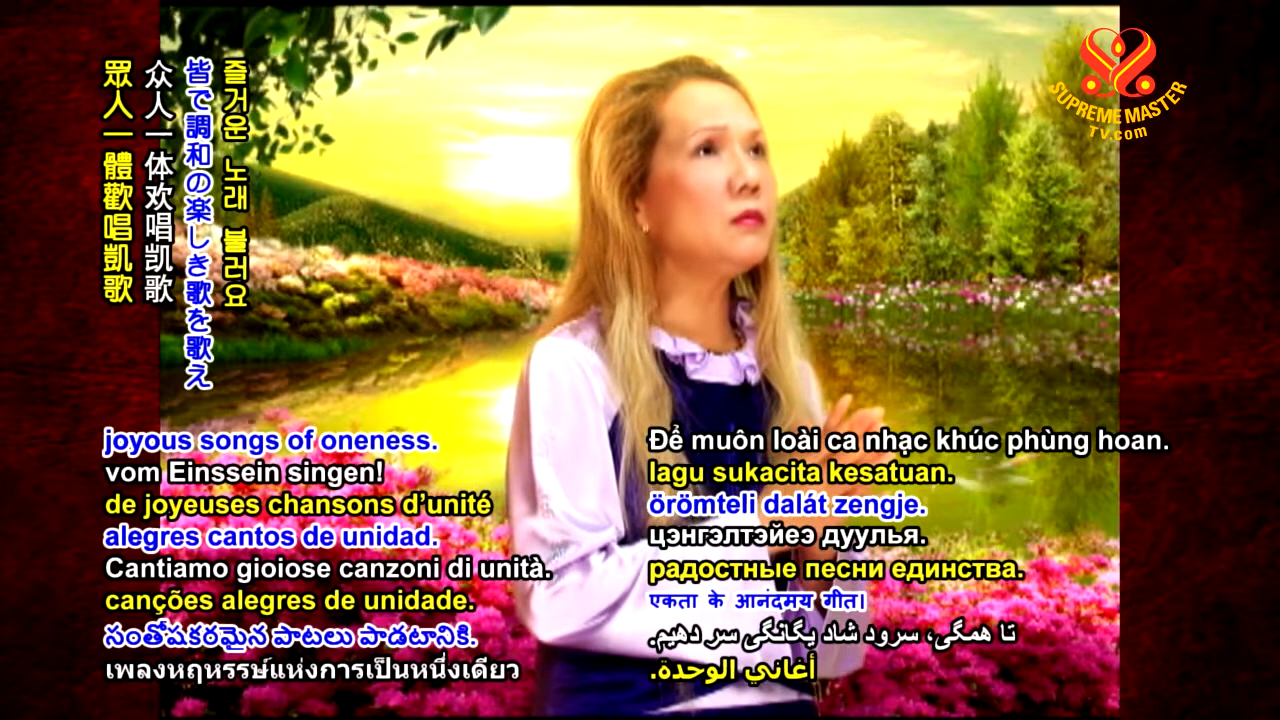 SUPREME MASTER
TV.com
즐거운 노래 불러요
皆で調和の楽しき歌を歌え
众人一体欢唱凯歌
眾人一體歡唱凱歌
joyous songs of oneness.
vom Einssein singen!
de joyeuses chansons d’unité
alegres cantos de unidad.
Cantiamo gioiose canzoni di unità.
canções alegres de unidade.
సంతోషకరమైన పాటలు పాడటానికి.
เพลงหฤหรรษ์แห่งการเป็นหนึ่งเดียว
Để muôn loài ca nhạc khúc phùng hoan.
lagu sukacita kesatuan.
örömteli dalát zengje.
цэнгэлтэйеэ дуулья.
радостные песни единства.
एकता के आनंदमय गीत।
تا همگی، سرود شاد یگانگی سر دهیم.
أغاني الوحدة.